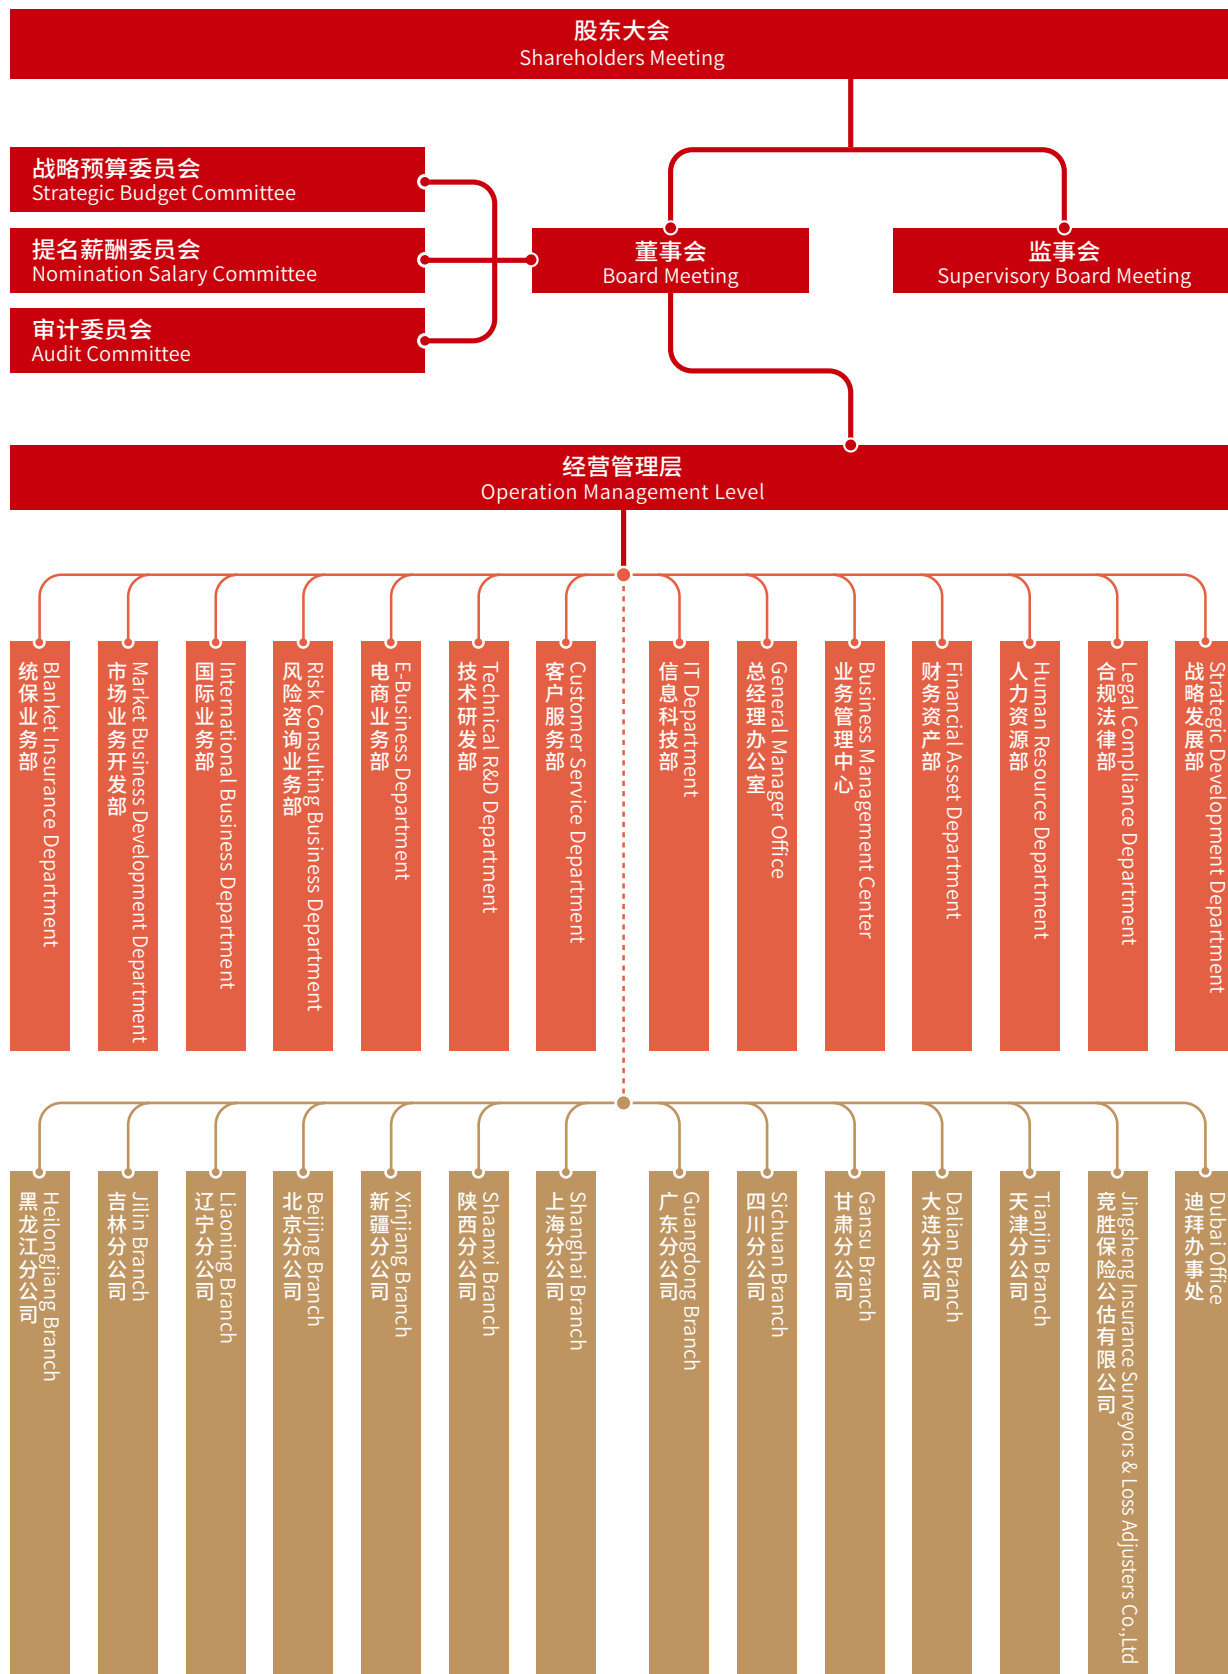 股东大会
Shareholders Meeting
战略预算委员会
Strategic Budget Committee
提名薪酬委员会
Nomination Salary Committee
审计委员会
Audit Committee
董事会
Board Meeting
监事会
Supervisory Board Meeting
经营管理层
Operation Management Level
统保业务部
Blanket Insurance Department
市场业务开发部
Market Business Development Department
国际业务部
International Business Department
风险咨询业务部
Risk Consulting Business Department
电商业务部
E-Business Department
技术研发部
Technical R&D Department
客户服务部
Customer Service Department
信息科技部
IT Department
总经理办公室
General Manager Office
业务管理中心
Business Management Center
财务资产部
Financial Asset Department
人力资源部
Human Resource Department
合规法律部
Legal Compliance Department
战略发展部
Strategic Development Department
黑龙江分公司
Heilongjiang Branch
吉林分公司
Jilin Branch
辽宁分公司
Liaoning Branch
北京分公司
Beijing Branch
新疆分公司
Xinjiang Branch
陕西分公司
Shaanxi Branch
上海分公司
Shanghai Branch
广东分公司
Guangdong Branch
四川分公司
Sichuan Branch
甘肃分公司
Gansu Branch
大连分公司
Dalian Branch
天津分公司
Tianjin Branch
竞胜保险公估有限公司
Jingsheng Insurance Surveyors & Loss Adjusters Co.,Ltd
迪拜办事处
Dubai Office